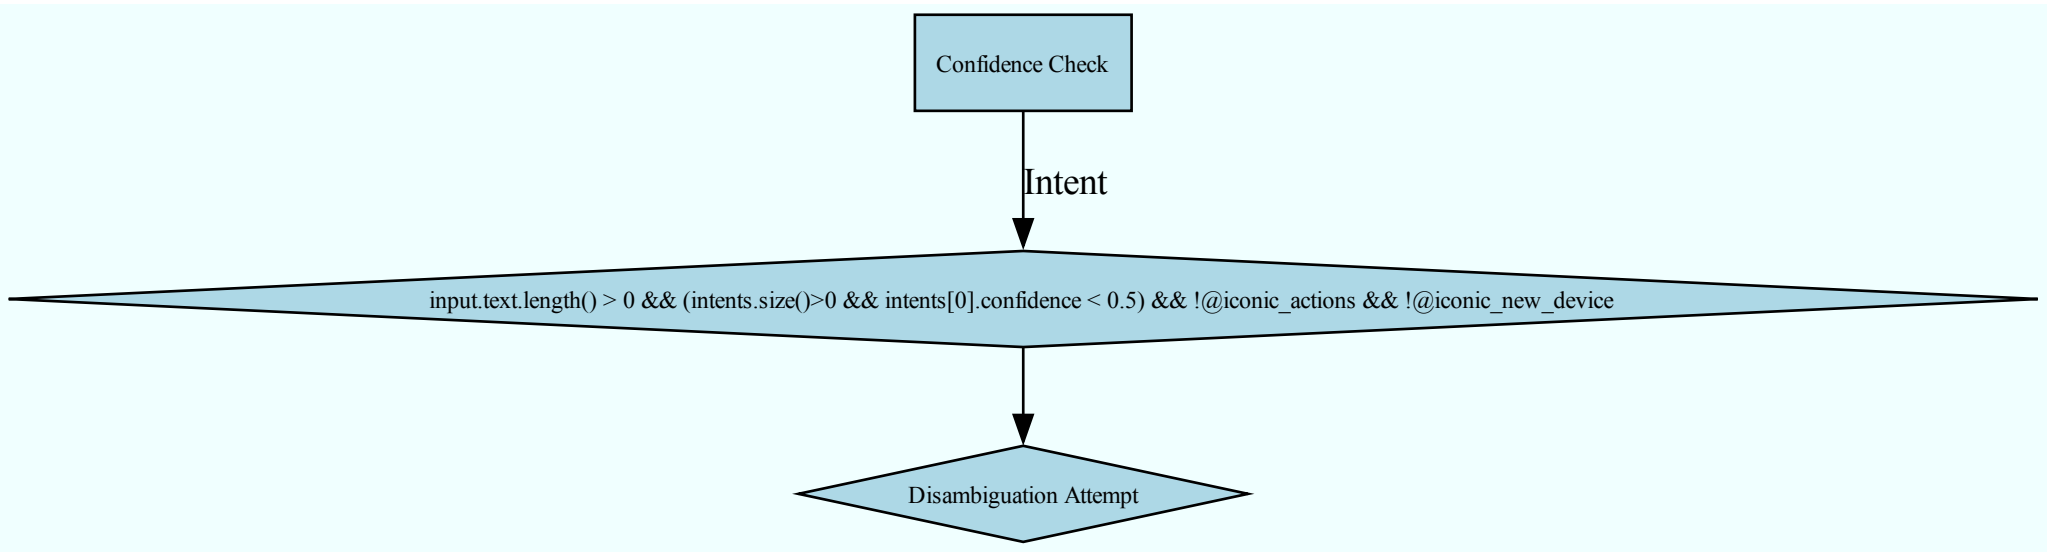 Confidence Check
Intent
input.text.length() > 0 && (intents.size()>0 && intents[0].confidence < 0.5) && !@iconic_actions && !@iconic_new_device
Disambiguation Attempt